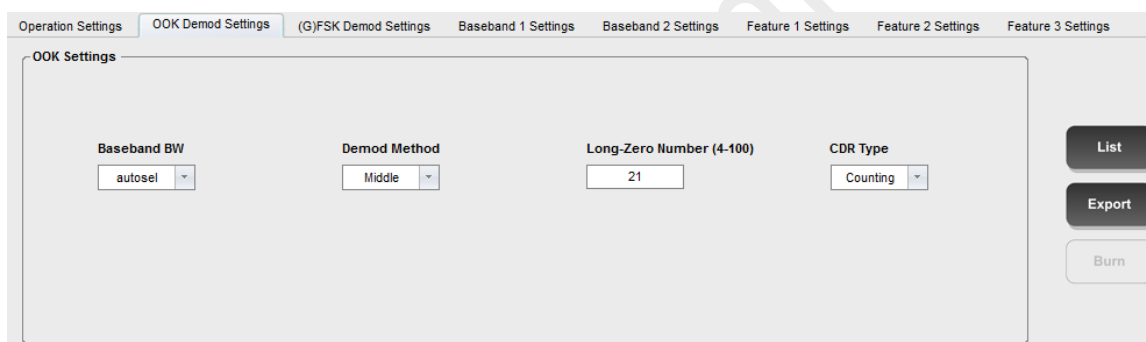 Operation Settings OOK Demod Settings (G)FSK Demod Settings Baseband 1 Settings Baseband 2 Settings Feature 1 Settings Feature 2 Settings Feature 3 Settings
OOK Settings
Baseband BW Demod Method Long-Zero Number (4-100) CDR Type
autosel Middle 21 Counting
List
Export
Burn